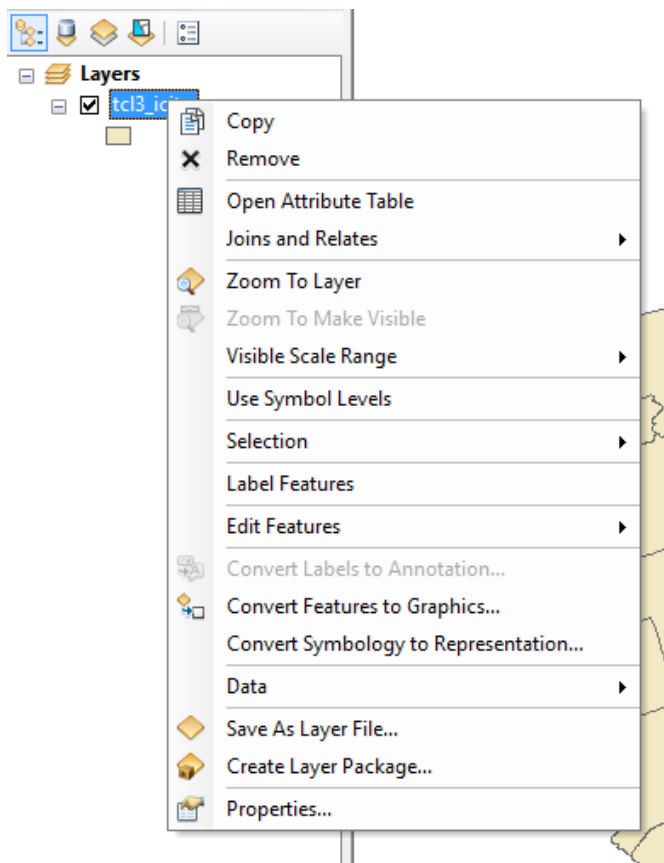 Layers
Copy
Remove
Open Attribute Table
Joins and Relates
Zoom To Layer
Zoom To Make Visible
Visible Scale Range
Use Symbol Levels
Selection
Label Features
Edit Features
Convert Labels to Annotation...
Convert Features to Graphics...
Convert Symbology to Representation...
Data
Save As Layer File...
Create Layer Package...
Properties...